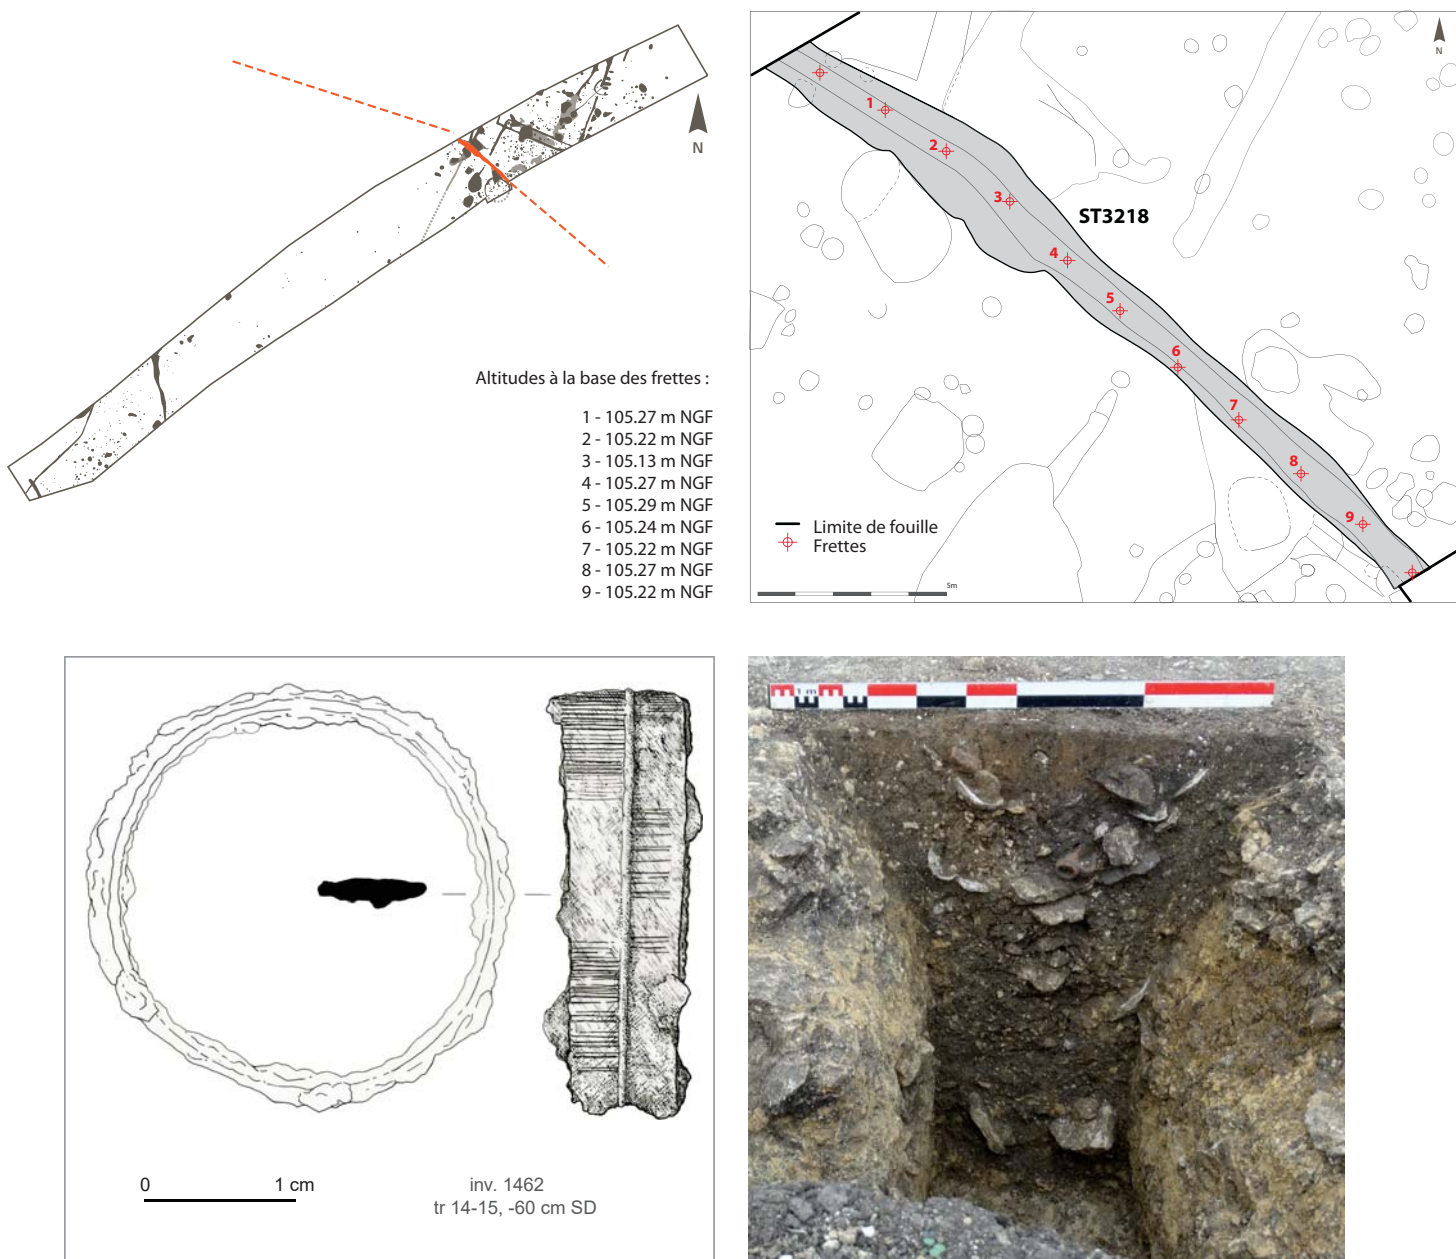 N
Altitudes à la base des frettes :
1 - 105.27 m NGF
2 - 105.22 m NGF
3 - 105.13 m NGF
4 - 105.27 m NGF
5 - 105.29 m NGF
6 - 105.24 m NGF
7 - 105.22 m NGF
8 - 105.27 m NGF
9 - 105.22 m NGF
N
1
2
3
ST3218
4
5
6
7
8
9
Limite de fouille
Frettes
5m
0 1 cm
inv. 1462
tr 14-15, -60 cm SD
1 m